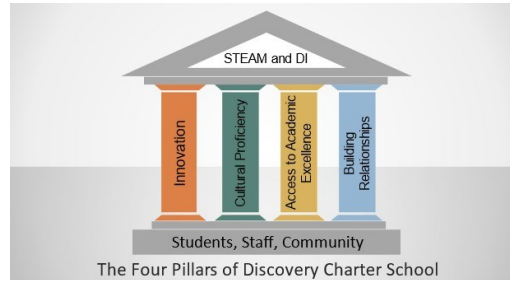 STEAM and DI
Innovation
Cultural Proficiency
Access to Academic
Excellence
Building
Relationships
Students, Staff, Community
The Four Pillars of Discovery Charter School